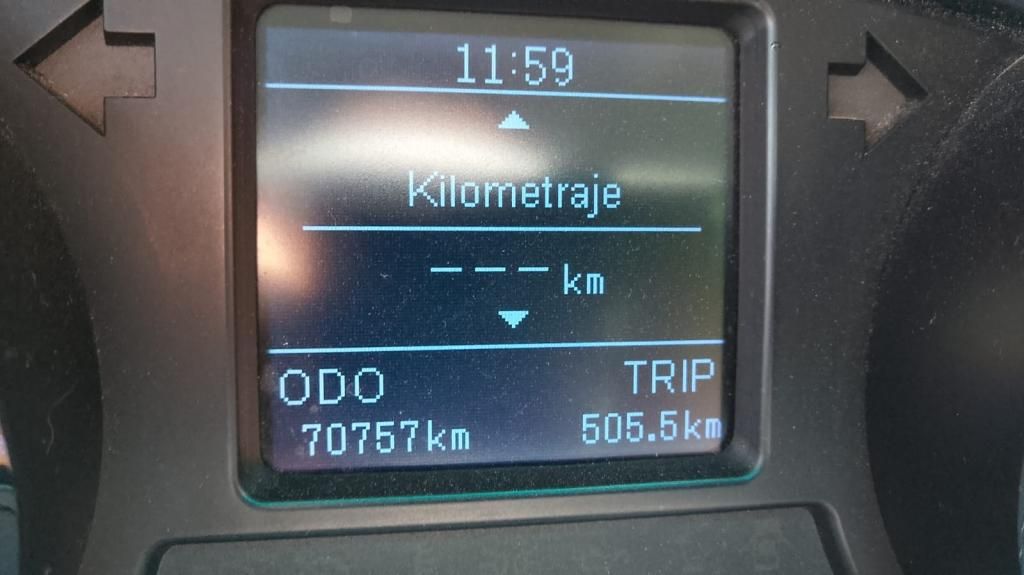 11:59
Kilometraje
--- km
ODO TRIP
70757km 505.5km